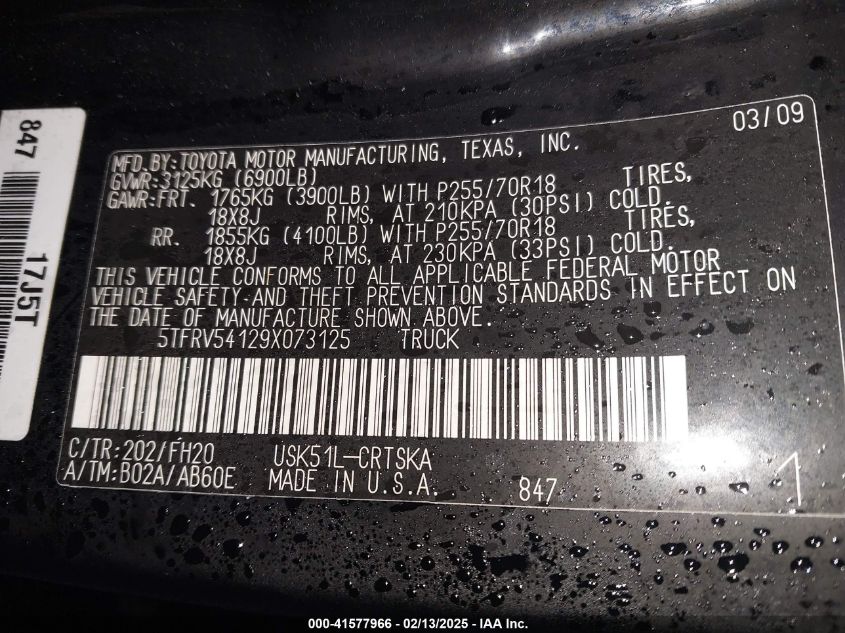 03/09
MFD.BY:TOYOTA MOTOR MANUFACTURING, TEXAS, INC.
GVWR:3125KG (6900LB)
GAWR:FRT. 1765KG (3900LB) WITH P255/70R18 TIRES,
18X8J RIMS, AT 210KPA (30PSI) COLD.
RR. 1855KG (4100LB) WITH P255/70R18 TIRES,
18X8J RIMS, AT 230KPA (33PSI) COLD.
THIS VEHICLE CONFORMS TO ALL APPLICABLE FEDERAL MOTOR
VEHICLE SAFETY AND THEFT PREVENTION STANDARDS IN EFFECT ON
THE DATE OF MANUFACTURE SHOWN ABOVE.
5TFRV54129X073125 TRUCK
C/TR:202/FH20 USK51L-CRTSKA
A/TM:B02A/AB60E MADE IN U.S.A. 847
1
847
17J5T
000-41577966 - 02/13/2025 - IAA Inc.